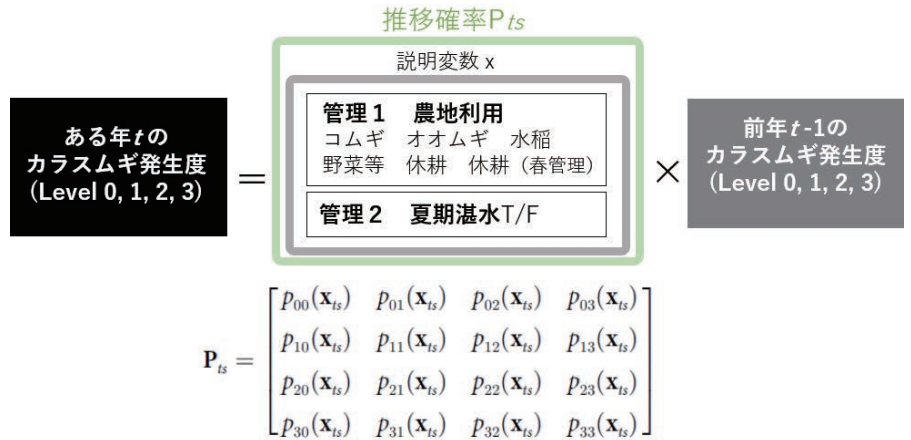 推移確率Pts
説明変数 x
ある年tの
カラスムギ発生度
(Level 0, 1, 2, 3)
=
管理1 農地利用
コムギ オオムギ 水稲
野菜等 休耕 休耕（春管理）
管理2 夏期湛水T/F
×
前年t-1の
カラスムギ発生度
(Level 0, 1, 2, 3)
Pts =
p00(xts) p01(xts) p02(xts) p03(xts)
p10(xts) p11(xts) p12(xts) p13(xts)
p20(xts) p21(xts) p22(xts) p23(xts)
p30(xts) p31(xts) p32(xts) p33(xts)